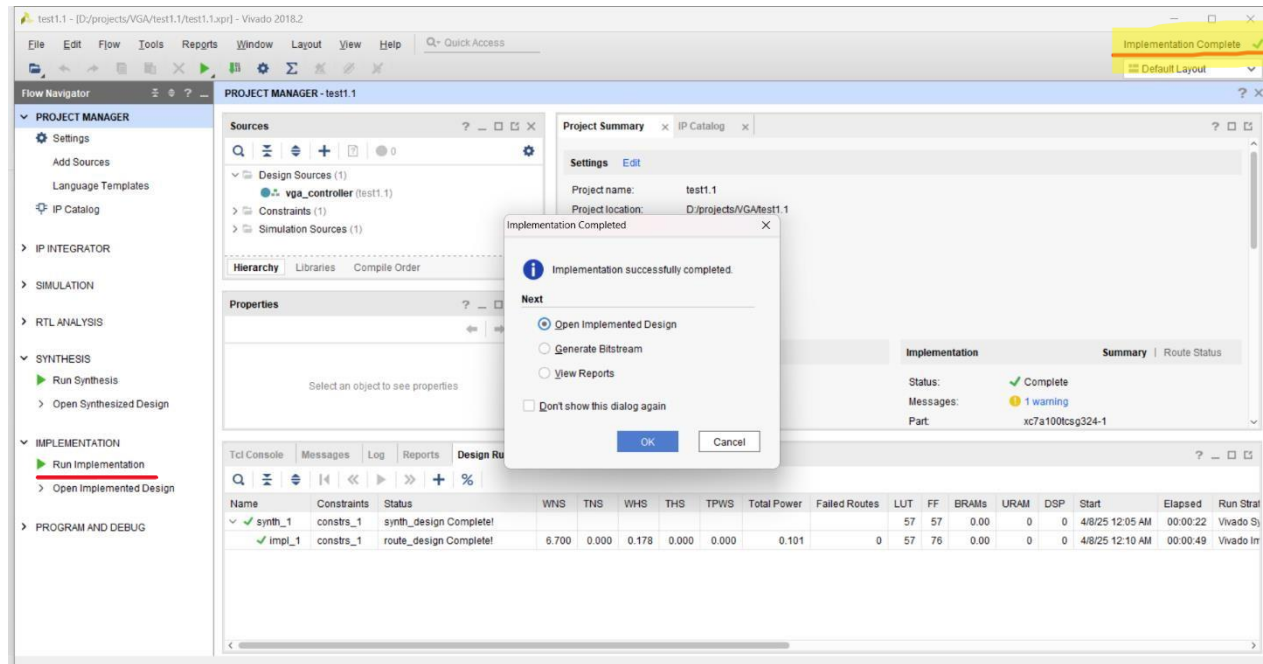 test1.1 - [D:/projects/VGA/test1.1/test1.1.xpr] - Vivado 2018.2
File Edit Flow Tools Reports Window Layout View Help Q- Quick Access
Implementation Complete
Default Layout
Flow Navigator
PROJECT MANAGER
Settings
Add Sources
Language Templates
IP Catalog
IP INTEGRATOR
SIMULATION
RTL ANALYSIS
SYNTHESIS
Run Synthesis
Open Synthesized Design
IMPLEMENTATION
Run Implementation
Open Implemented Design
PROGRAM AND DEBUG
PROJECT MANAGER - test1.1
Sources
0
Design Sources (1)
vga_controller (test1.1)
Constraints (1)
Simulation Sources (1)
Hierarchy Libraries Compile Order
Properties
Select an object to see properties
Project Summary IP Catalog
Settings Edit
Project name: test1.1
Project location: D:/projects/VGA/test1.1
Implementation Summary | Route Status
Status: Complete
Messages: 1 warning
Part: xc7a100tcsg324-1
Implementation Completed
Implementation successfully completed.
Next
Open Implemented Design
Generate Bitstream
View Reports
Don't show this dialog again
OK Cancel
Tcl Console Messages Log Reports Design Ru
Name Constraints Status WNS TNS WHS THS TPWS Total Power Failed Routes LUT FF BRAMs URAM DSP Start Elapsed Run Strat
synth_1 constrs_1 synth_design Complete! 57 57 0.00 0 0 4/8/25 12:05 AM 00:00:22 Vivado Sy
impl_1 constrs_1 route_design Complete! 6.700 0.000 0.178 0.000 0.000 0.101 0 57 76 0.00 0 0 4/8/25 12:10 AM 00:00:49 Vivado Im